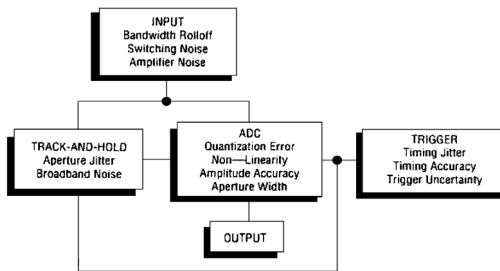 INPUT
Bandwidth Rolloff
Switching Noise
Amplifier Noise
TRACK-AND-HOLD
Aperture Jitter
Broadband Noise
ADC
Quantization Error
Non—Linearity
Amplitude Accuracy
Aperture Width
TRIGGER
Timing Jitter
Timing Accuracy
Trigger Uncertainty
OUTPUT